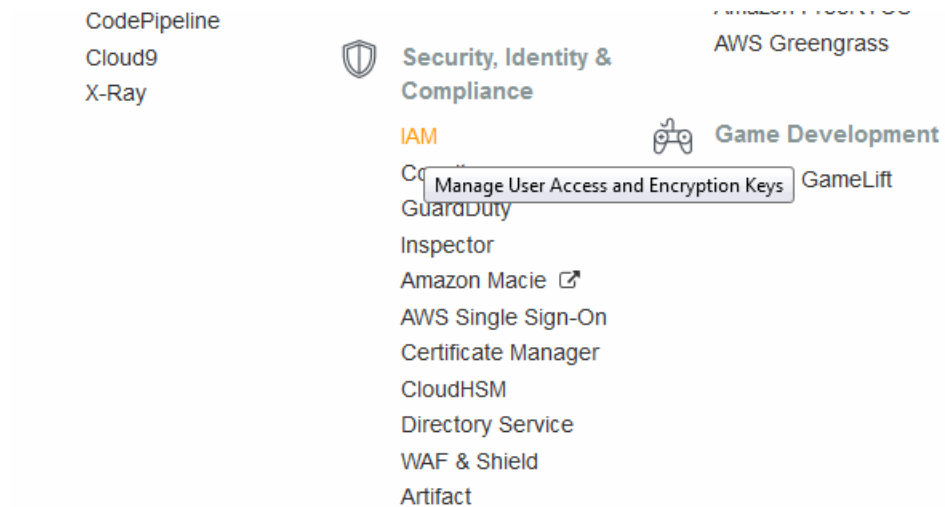 CodePipeline
Cloud9
X-Ray
Security, Identity &
Compliance
IAM
Manage User Access and Encryption Keys
GuardDuty
Inspector
Amazon Macie
AWS Single Sign-On
Certificate Manager
CloudHSM
Directory Service
WAF & Shield
Artifact
AWS Greengrass
Game Development
GameLift